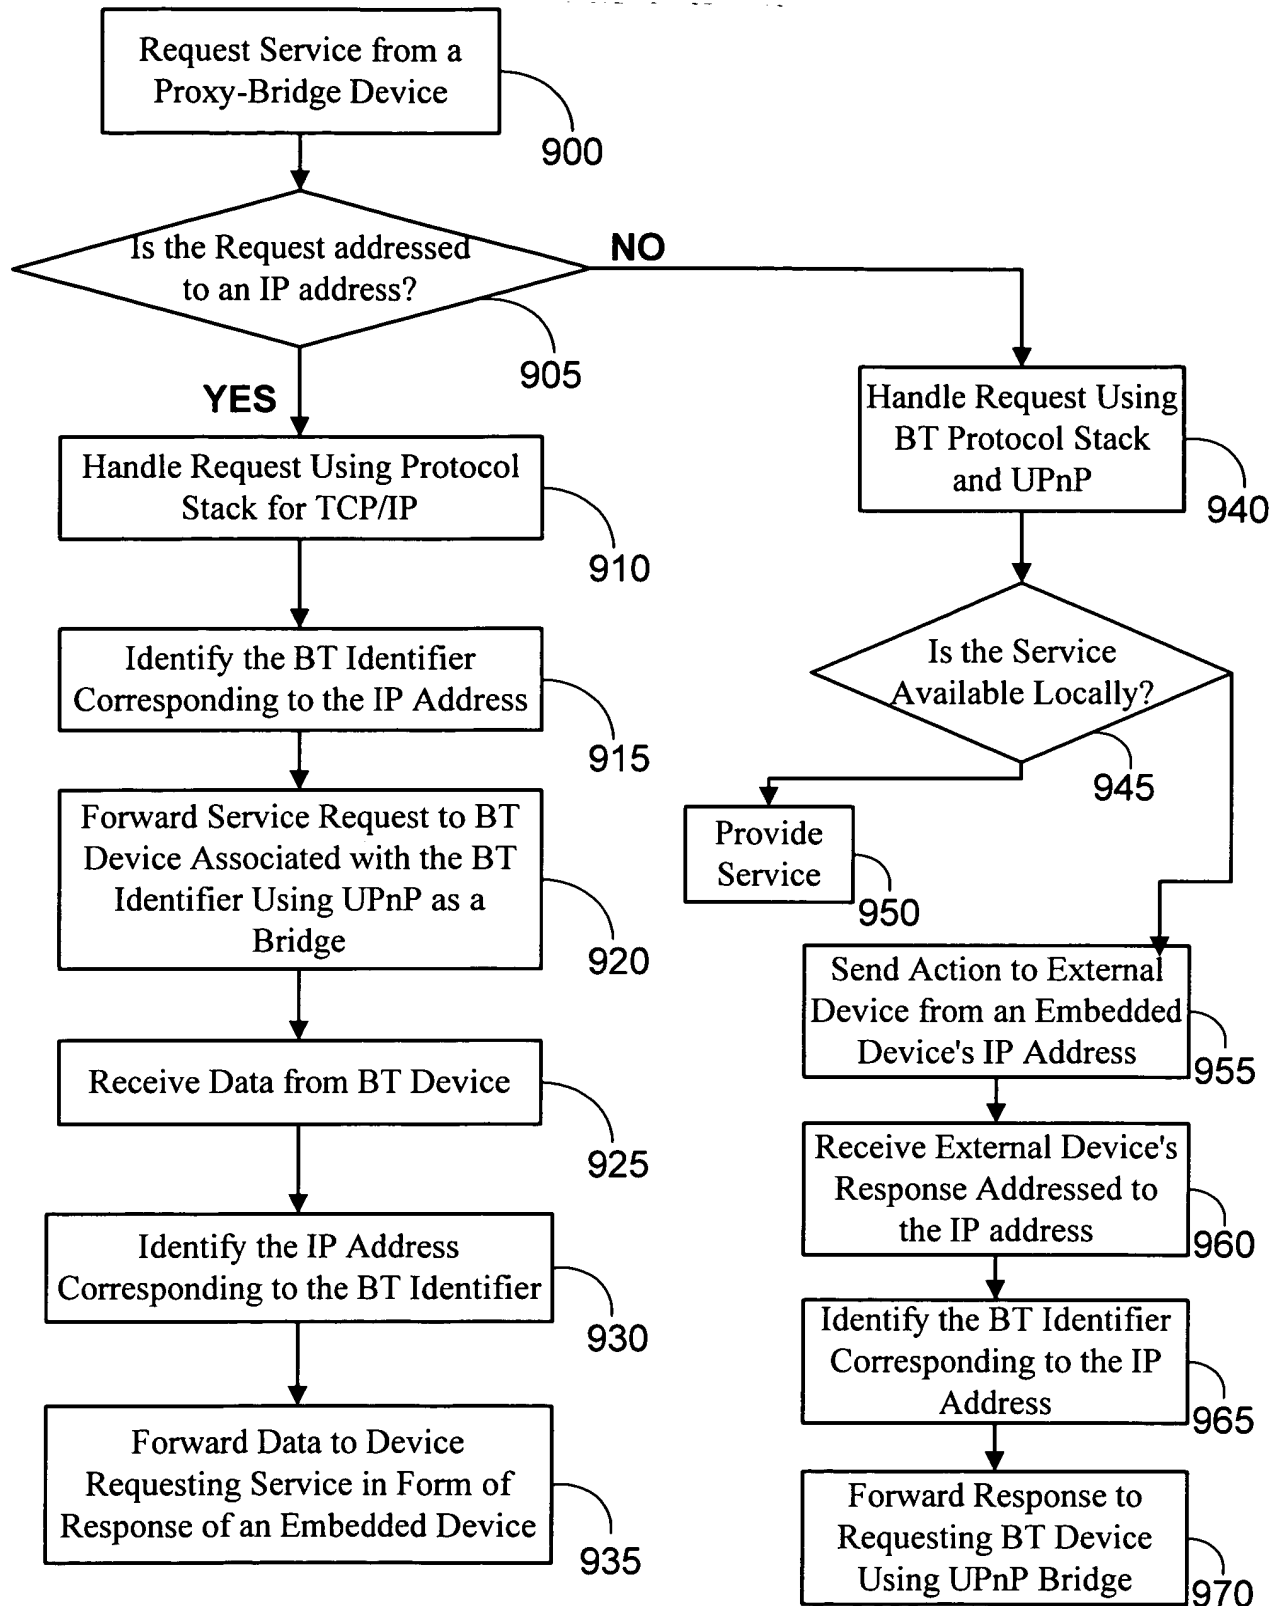 Request Service from a
Proxy-Bridge Device
900
Is the Request addressed
to an IP address?
905
NO
YES
Handle Request Using Protocol
Stack for TCP/IP
910
Identify the BT Identifier
Corresponding to the IP Address
915
Forward Service Request to BT
Device Associated with the BT
Identifier Using UPnP as a
Bridge
920
Receive Data from BT Device
925
Identify the IP Address
Corresponding to the BT Identifier
930
Forward Data to Device
Requesting Service in Form of
Response of an Embedded Device
935
Handle Request Using
BT Protocol Stack
and UPnP
940
Is the Service
Available Locally?
945
Provide
Service
950
Send Action to External
Device from an Embedded
Device's IP Address
955
Receive External Device's
Response Addressed to
the IP address
960
Identify the BT Identifier
Corresponding to the IP
Address
965
Forward Response to
Requesting BT Device
Using UPnP Bridge
970